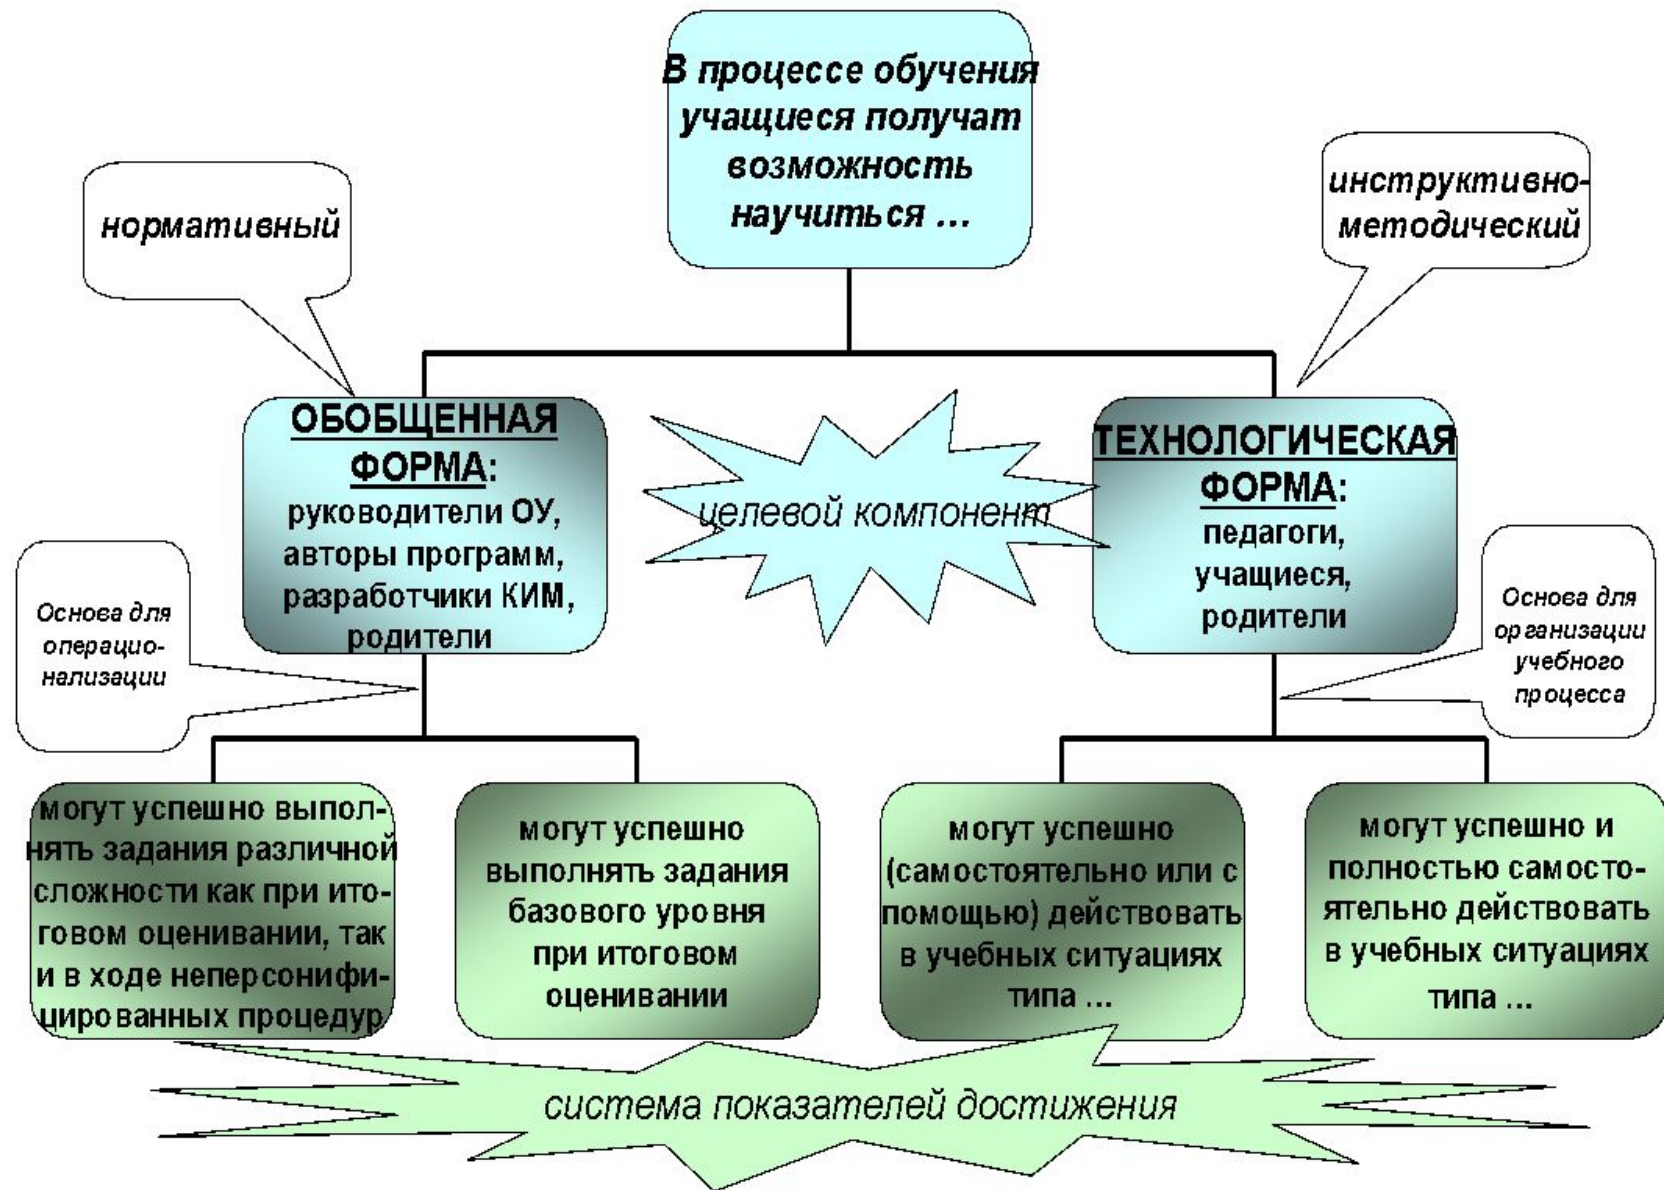 В процессе обучения
учащиеся получат
возможность
научиться ...
нормативный
инструктивно-
методический
ОБОБЩЕННАЯ
ФОРМА:
руководители ОУ,
авторы программ,
разработчики КИМ,
родители
целевой компонент
ТЕХНОЛОГИЧЕСКАЯ
ФОРМА:
педагоги,
учащиеся,
родители
Основа для
операцио-
нализации
Основа для
организации
учебного
процесса
могут успешно выпол-
нять задания различной
сложности как при ито-
говом оценивании, так
и в ходе неперсонифи-
цированных процедур
могут успешно
выполнять задания
базового уровня
при итоговом
оценивании
могут успешно
(самостоятельно или с
помощью) действовать
в учебных ситуациях
типа ...
могут успешно и
полностью самосто-
ятельно действовать
в учебных ситуациях
типа ...
система показателей достижения